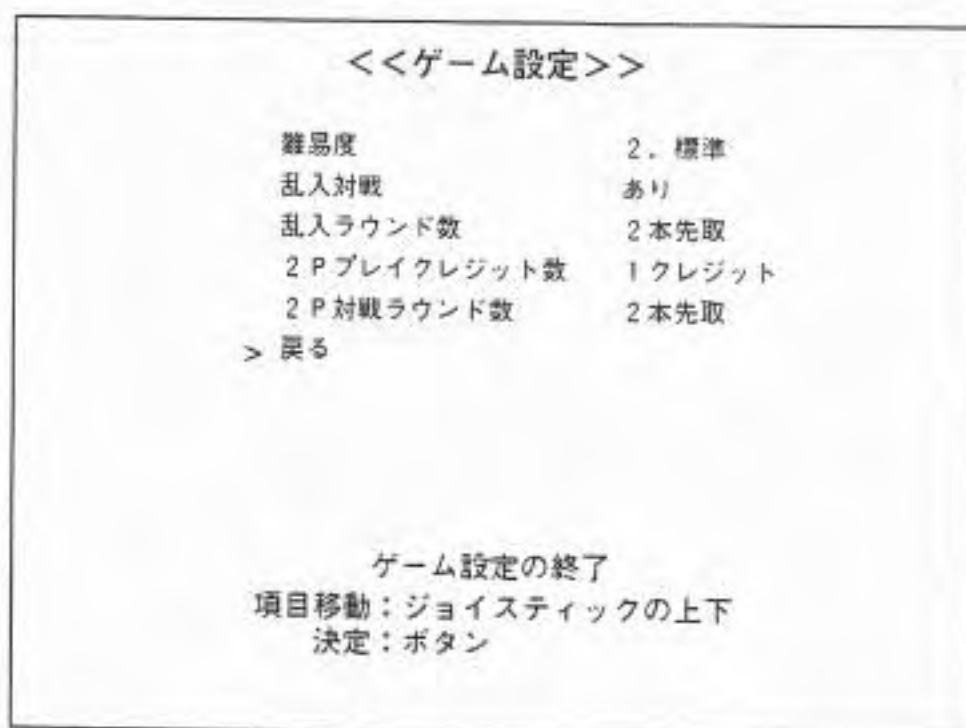 <<ゲーム設定>>
難易度 2. 標準
乱入対戦 あり
乱入ラウンド数 2本先取
2Pプレイクレジット数 1クレジット
2P対戦ラウンド数 2本先取
> 戻る
ゲーム設定の終了
項目移動：ジョイスティックの上下
決定：ボタン